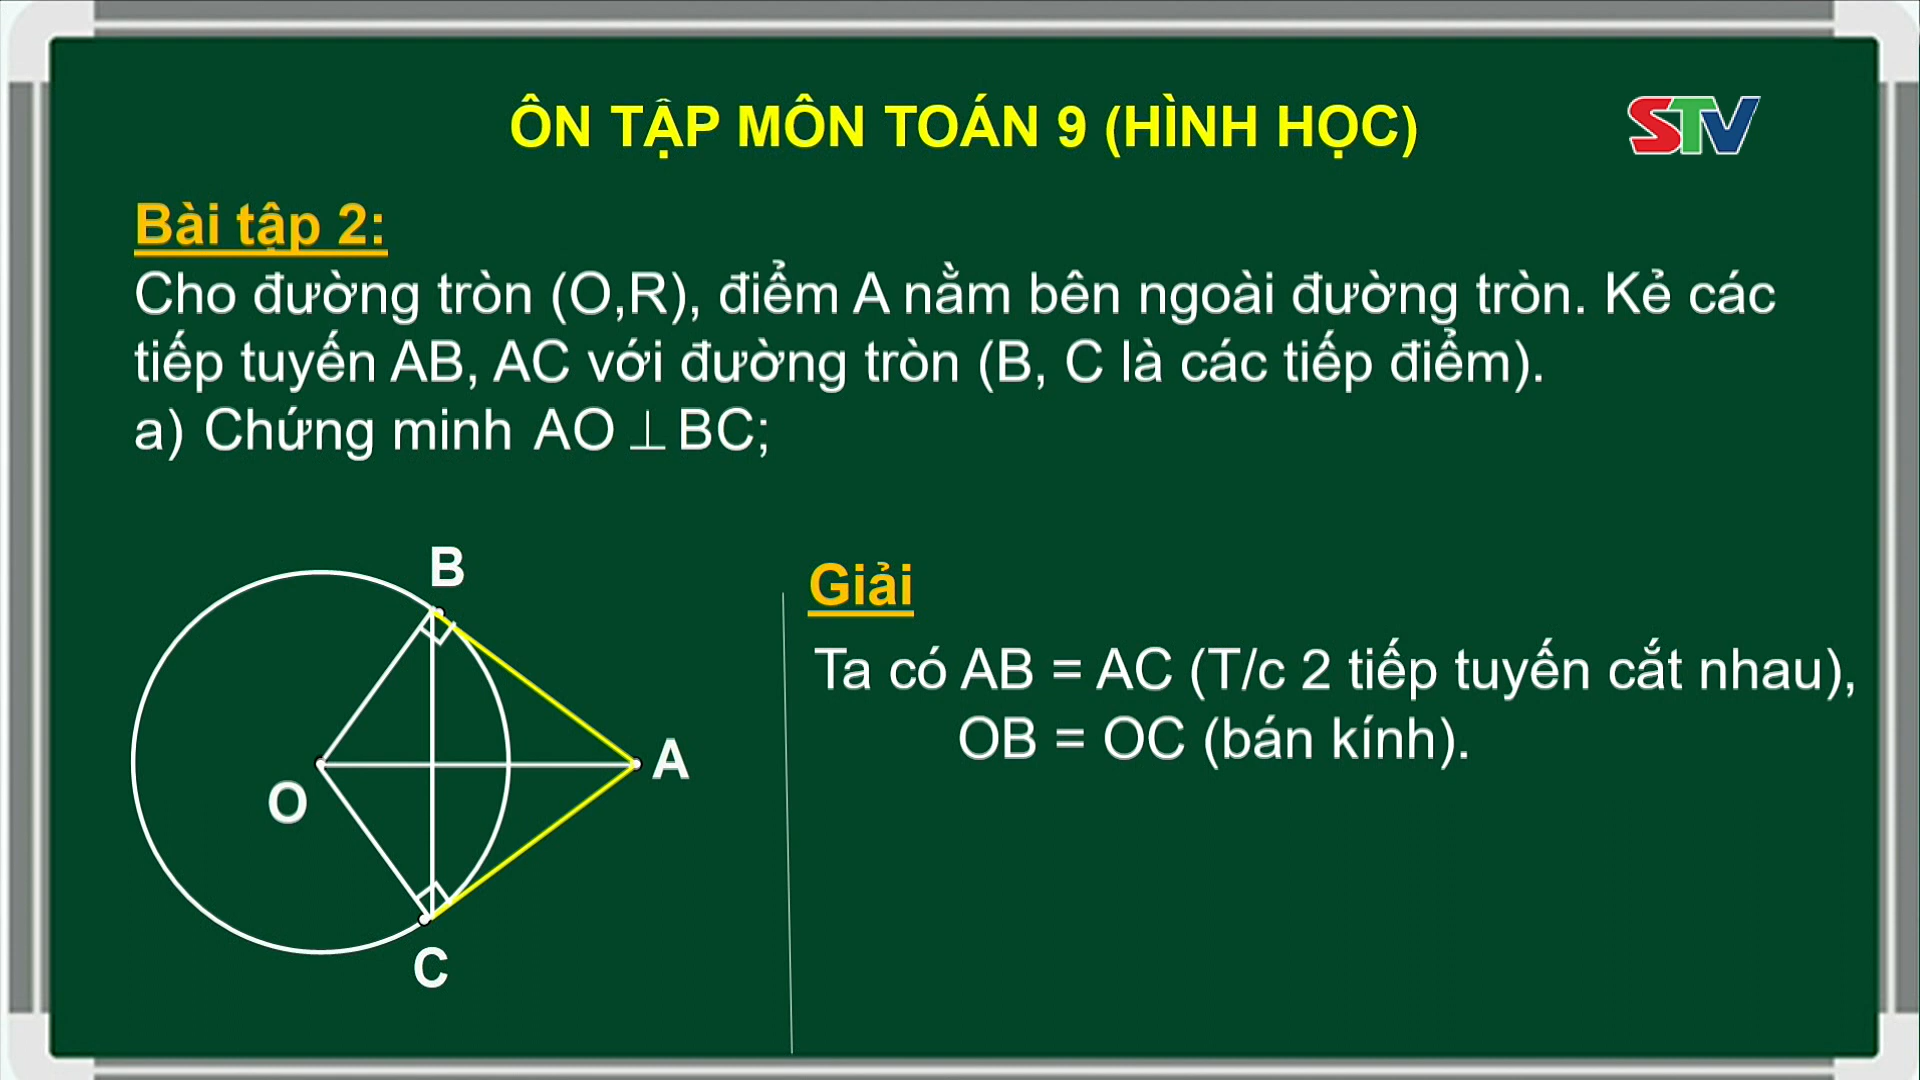 ÔN TẬP MÔN TOÁN 9 (HÌNH HỌC)
STV
Bài tập 2:
Cho đường tròn (O,R), điểm A nằm bên ngoài đường tròn. Kẻ các
tiếp tuyến AB, AC với đường tròn (B, C là các tiếp điểm).
a) Chứng minh AO ⊥ BC;
B
A
O
C
Giải
Ta có AB = AC (T/c 2 tiếp tuyến cắt nhau),
OB = OC (bán kính).